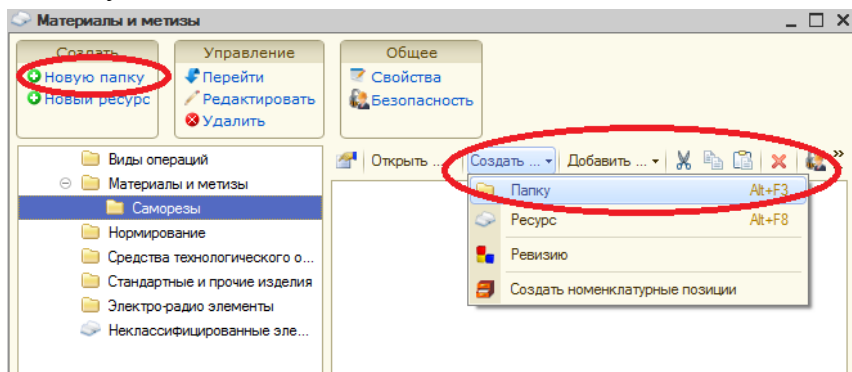 Материалы и метизы
Создать
Новую папку
Новый ресурс
Управление
Перейти
Редактировать
Удалить
Общее
Свойства
Безопасность
Виды операций
Материалы и метизы
Саморезы
Нормирование
Средства технологического о...
Стандартные и прочие изделия
Электро-радио элементы
Неклассифицированные эле...
Открыть ... Создать ... Добавить ... »
Папку Alt+F3
Ресурс Alt+F8
Ревизию
Создать номенклатурные позиции